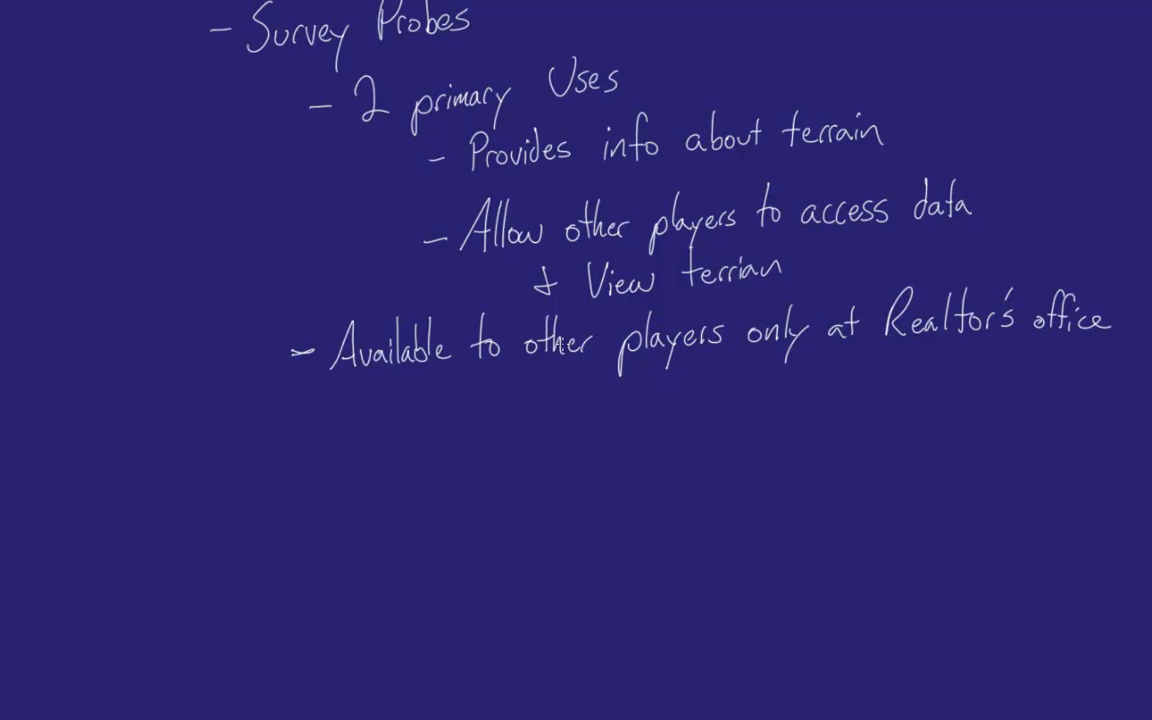 - Survey Probes
- 2 primary Uses
- Provides info about terrain
- Allow other players to access data
+ View terrian
- Available to other players only at Realtor's office